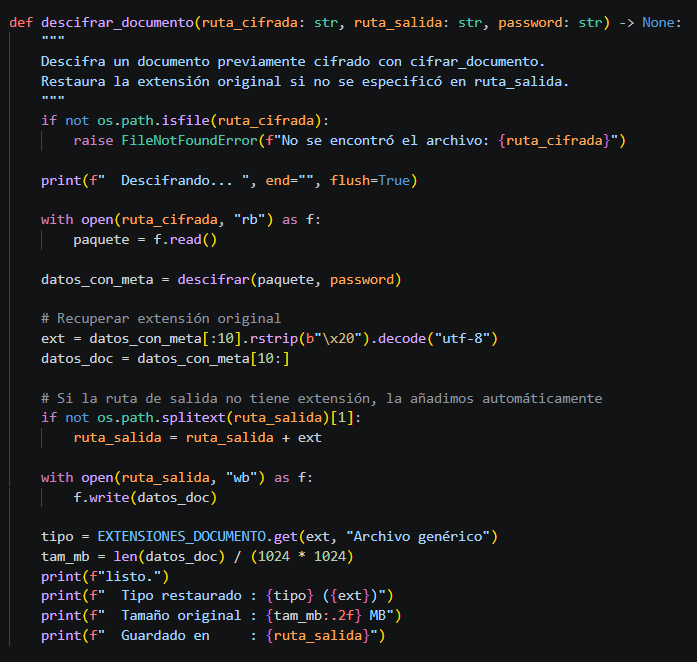 def descifrar_documento(ruta_cifrada: str, ruta_salida: str, password: str) -> None:
    """
    Descifra un documento previamente cifrado con cifrar_documento.
    Restaura la extensión original si no se especificó en ruta_salida.
    """
    if not os.path.isfile(ruta_cifrada):
        raise FileNotFoundError(f"No se encontró el archivo: {ruta_cifrada}")

    print(f"  Descifrando... ", end="", flush=True)

    with open(ruta_cifrada, "rb") as f:
        paquete = f.read()

    datos_con_meta = descifrar(paquete, password)

    # Recuperar extensión original
    ext = datos_con_meta[:10].rstrip(b"\x20").decode("utf-8")
    datos_doc = datos_con_meta[10:]

    # Si la ruta de salida no tiene extensión, la añadimos automáticamente
    if not os.path.splitext(ruta_salida)[1]:
        ruta_salida = ruta_salida + ext

    with open(ruta_salida, "wb") as f:
        f.write(datos_doc)

    tipo = EXTENSIONES_DOCUMENTO.get(ext, "Archivo genérico")
    tam_mb = len(datos_doc) / (1024 * 1024)
    print(f"listo.")
    print(f"  Tipo restaurado : {tipo} ({ext})")
    print(f"  Tamaño original : {tam_mb:.2f} MB")
    print(f"  Guardado en     : {ruta_salida}")